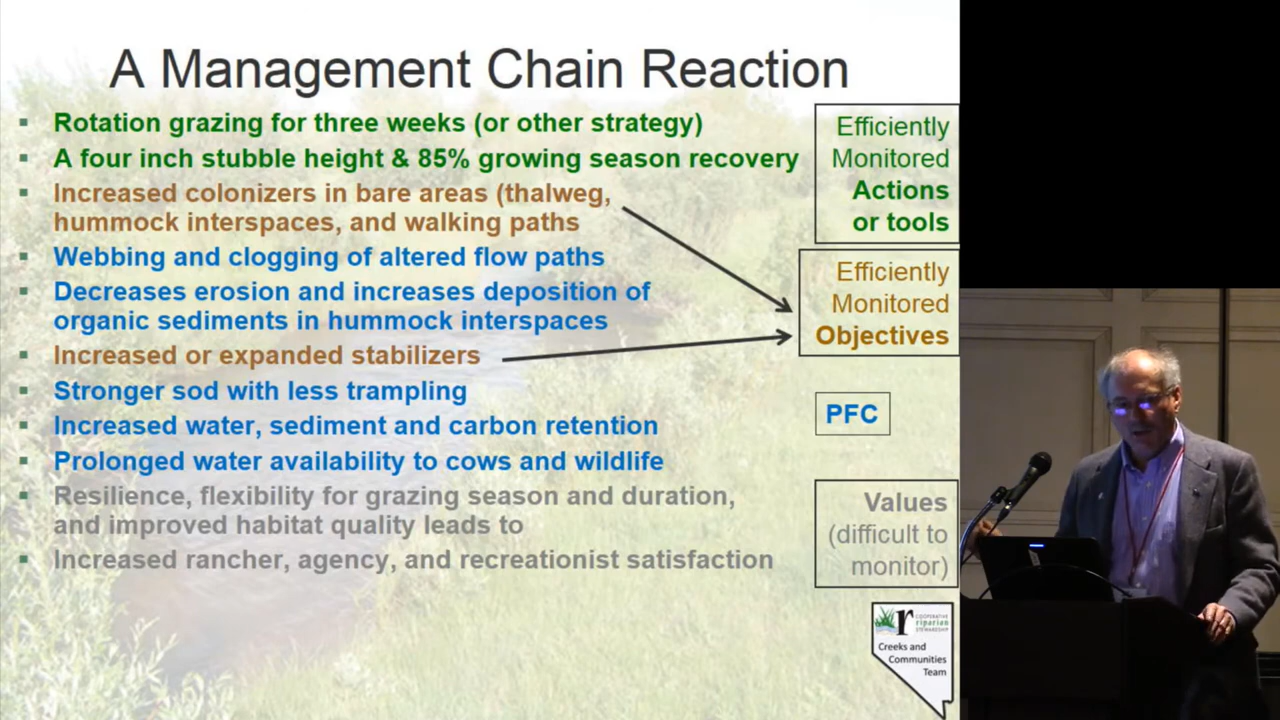 A Management Chain Reaction
Rotation grazing for three weeks (or other strategy)
A four inch stubble height & 85% growing season recovery
Increased colonizers in bare areas (thalweg,
hummock interspaces, and walking paths
Webbing and clogging of altered flow paths
Decreases erosion and increases deposition of
organic sediments in hummock interspaces
Increased or expanded stabilizers
Stronger sod with less trampling
Increased water, sediment and carbon retention
Prolonged water availability to cows and wildlife
Resilience, flexibility for grazing season and duration,
and improved habitat quality leads to
Increased rancher, agency, and recreationist satisfaction
Efficiently
Monitored
Actions
or tools
Efficiently
Monitored
Objectives
PFC
Values
(difficult to
monitor)
r
COOPERATIVE
riparian
STEWARDSHIP
Creeks and
Communities
Team